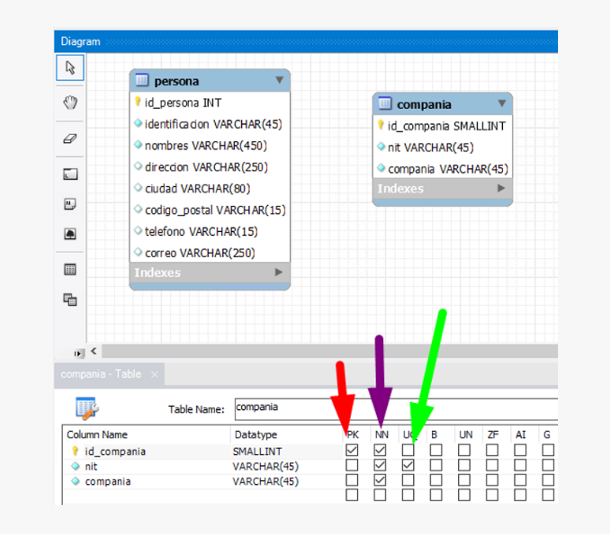 Diagram
persona
id_persona INT
identificacion VARCHAR(45)
nombres VARCHAR(450)
direccion VARCHAR(250)
ciudad VARCHAR(80)
codigo_postal VARCHAR(15)
telefono VARCHAR(15)
correo VARCHAR(250)
Indexes
compania
id_compania SMALLINT
nit VARCHAR(45)
compania VARCHAR(45)
Indexes
compania - Table
Table Name: compania
Column Name Datatype PK NN UQ B UN ZF AI G
id_compania SMALLINT
nit VARCHAR(45)
compania VARCHAR(45)